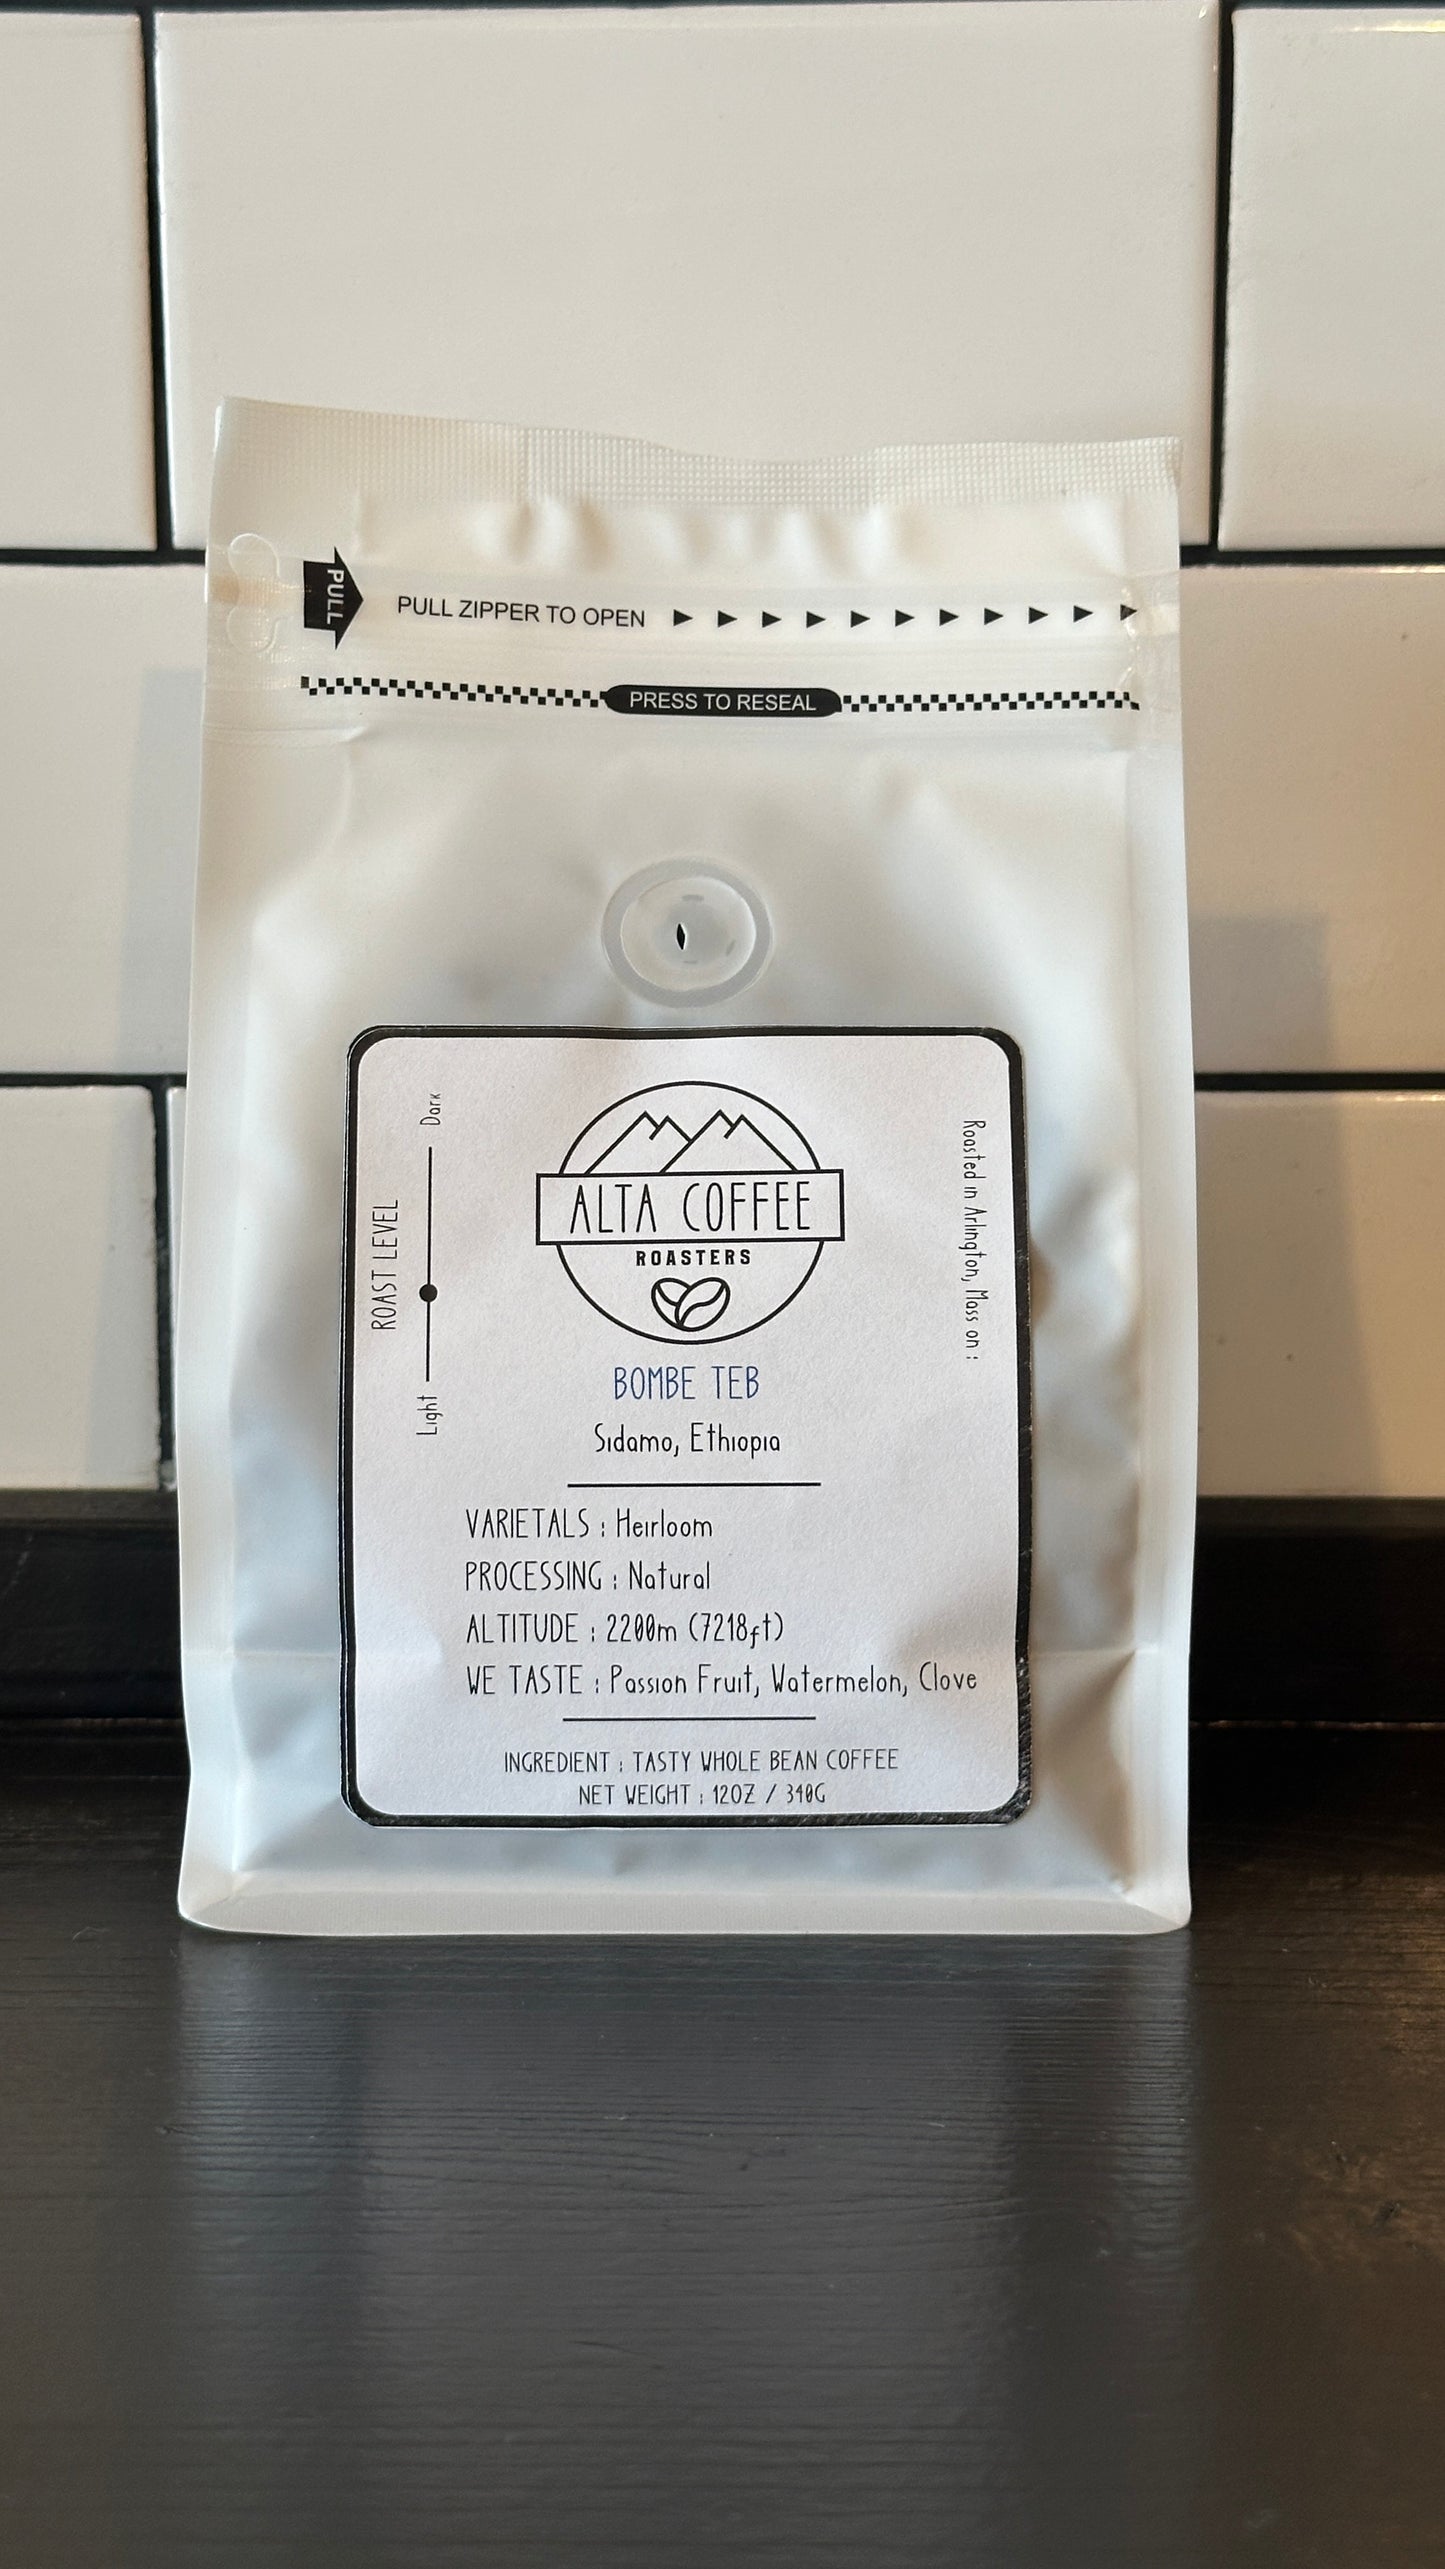 PULL
PULL ZIPPER TO OPEN
PRESS TO RESEAL
ROAST LEVEL
Dark
Light
ALTA COFFEE
ROASTERS
Roasted in Arlington, Mass on :
BOMBE TEB
Sidamo, Ethiopia
VARIETALS : Heirloom
PROCESSING : Natural
ALTITUDE : 2200m (7218ft)
WE TASTE : Passion Fruit, Watermelon, Clove
INGREDIENT : TASTY WHOLE BEAN COFFEE
NET WEIGHT : 12OZ / 340G